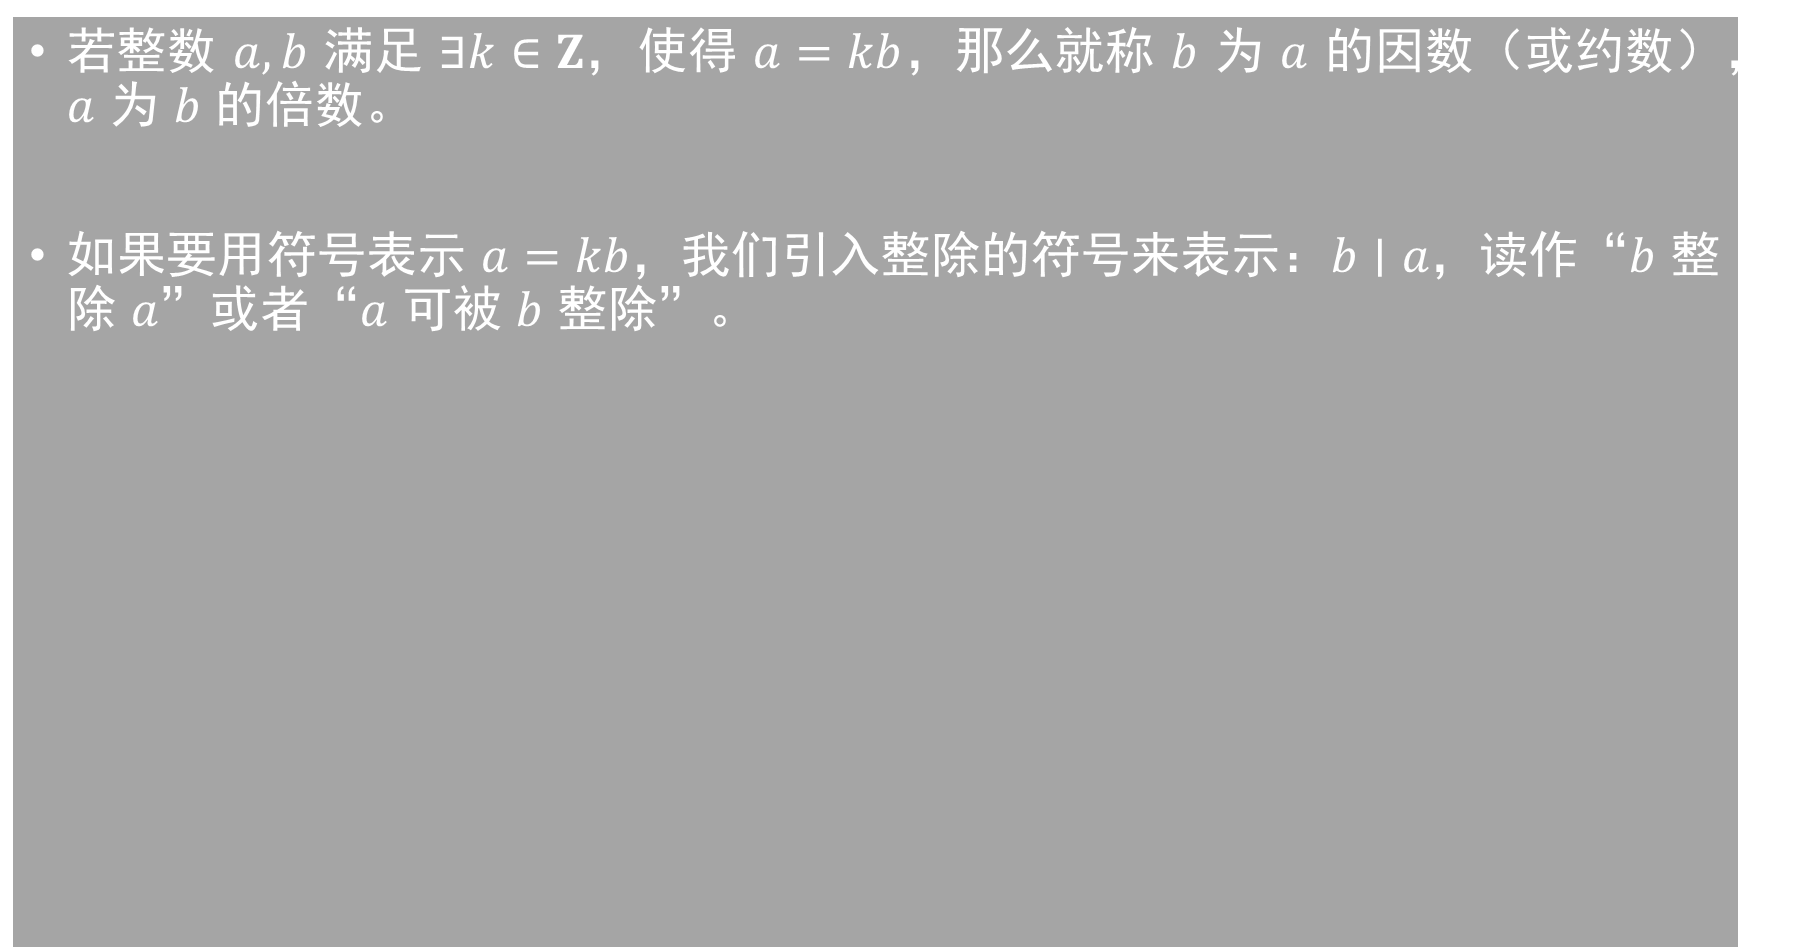 • 若整数 a, b 满足 ∃k ∈ Z，使得 a = kb，那么就称 b 为 a 的因数（或约数），
a 为 b 的倍数。
• 如果要用符号表示 a = kb，我们引入整除的符号来表示：b ∣ a，读作“b 整
除 a”或者“a 可被 b 整除”。